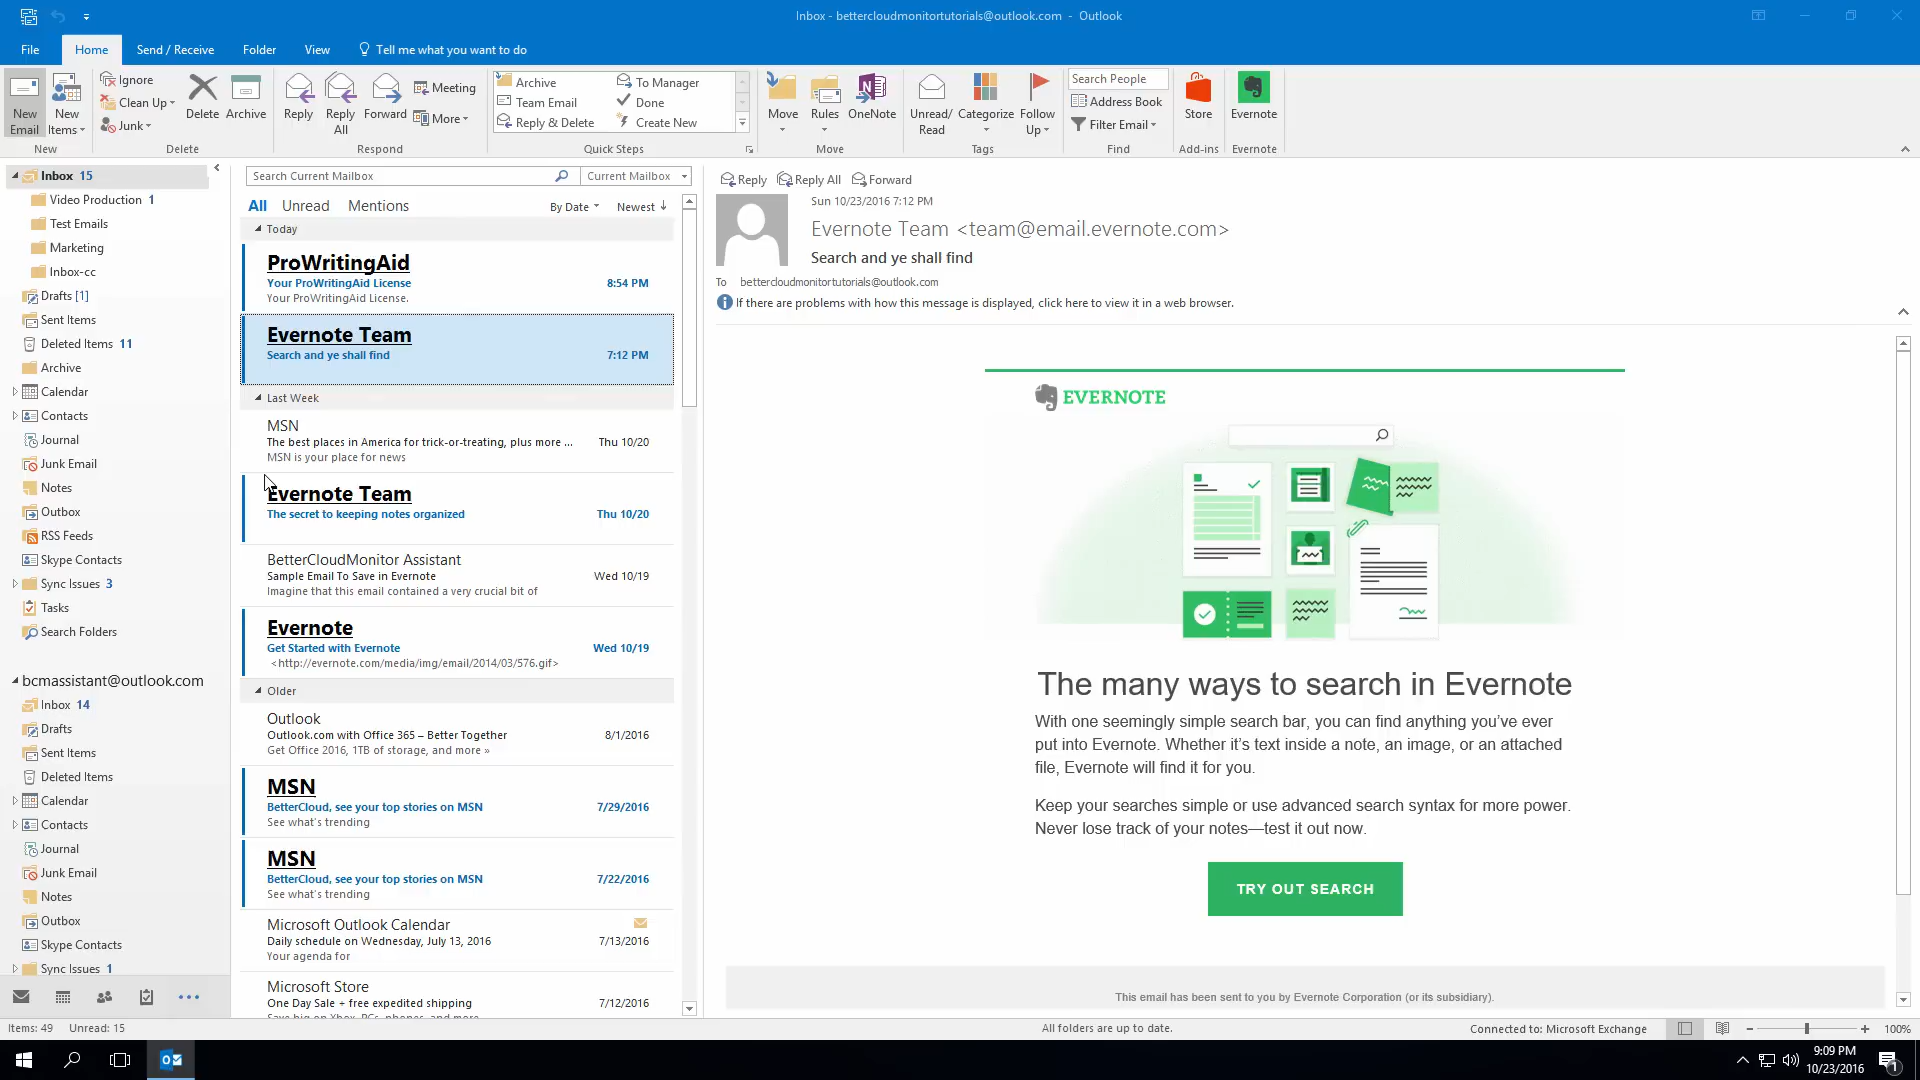 Inbox - bettercloudmonitortutorials@outlook.com - Outlook
File Home Send / Receive Folder View Tell me what you want to do
New Email
New Items
New
Ignore
Clean Up
Junk
Delete
Archive
Delete
Reply
Reply All
Forward
Meeting
More
Respond
Archive
Team Email
Reply & Delete
To Manager
Done
Create New
Quick Steps
Move
Rules
OneNote
Move
Unread/ Read
Categorize
Follow Up
Tags
Search People
Address Book
Filter Email
Find
Store
Add-ins
Evernote
Evernote
Inbox 15
Video Production 1
Test Emails
Marketing
Inbox-cc
Drafts [1]
Sent Items
Deleted Items 11
Archive
Calendar
Contacts
Journal
Junk Email
Notes
Outbox
RSS Feeds
Skype Contacts
Sync Issues 3
Tasks
Search Folders
bcmassistant@outlook.com
Inbox 14
Drafts
Sent Items
Deleted Items
Calendar
Contacts
Journal
Junk Email
Notes
Outbox
Skype Contacts
Sync Issues 1
Search Current Mailbox Current Mailbox
All Unread Mentions By Date Newest
Today
ProWritingAid
Your ProWritingAid License 8:54 PM
Your ProWritingAid License.
Evernote Team
Search and ye shall find 7:12 PM
Last Week
MSN
The best places in America for trick-or-treating, plus more ... Thu 10/20
MSN is your place for news
Evernote Team
The secret to keeping notes organized Thu 10/20
BetterCloudMonitor Assistant
Sample Email To Save in Evernote Wed 10/19
Imagine that this email contained a very crucial bit of
Evernote
Get Started with Evernote Wed 10/19
<http://evernote.com/media/img/email/2014/03/576.gif>
Older
Outlook
Outlook.com with Office 365 – Better Together 8/1/2016
Get Office 2016, 1TB of storage, and more »
MSN
BetterCloud, see your top stories on MSN 7/29/2016
See what's trending
MSN
BetterCloud, see your top stories on MSN 7/22/2016
See what's trending
Microsoft Outlook Calendar
Daily schedule on Wednesday, July 13, 2016 7/13/2016
Your agenda for
Microsoft Store
One Day Sale + free expedited shipping 7/12/2016
Save big on Xbox, PCs, phones, and more
Reply Reply All Forward
Sun 10/23/2016 7:12 PM
Evernote Team <team@email.evernote.com>
Search and ye shall find
To bettercloudmonitortutorials@outlook.com
If there are problems with how this message is displayed, click here to view it in a web browser.
EVERNOTE
The many ways to search in Evernote
With one seemingly simple search bar, you can find anything you've ever
put into Evernote. Whether it's text inside a note, an image, or an attached
file, Evernote will find it for you.
Keep your searches simple or use advanced search syntax for more power.
Never lose track of your notes—test it out now.
TRY OUT SEARCH
This email has been sent to you by Evernote Corporation (or its subsidiary).
Items: 49 Unread: 15 All folders are up to date. Connected to: Microsoft Exchange 100%
9:09 PM
10/23/2016
1